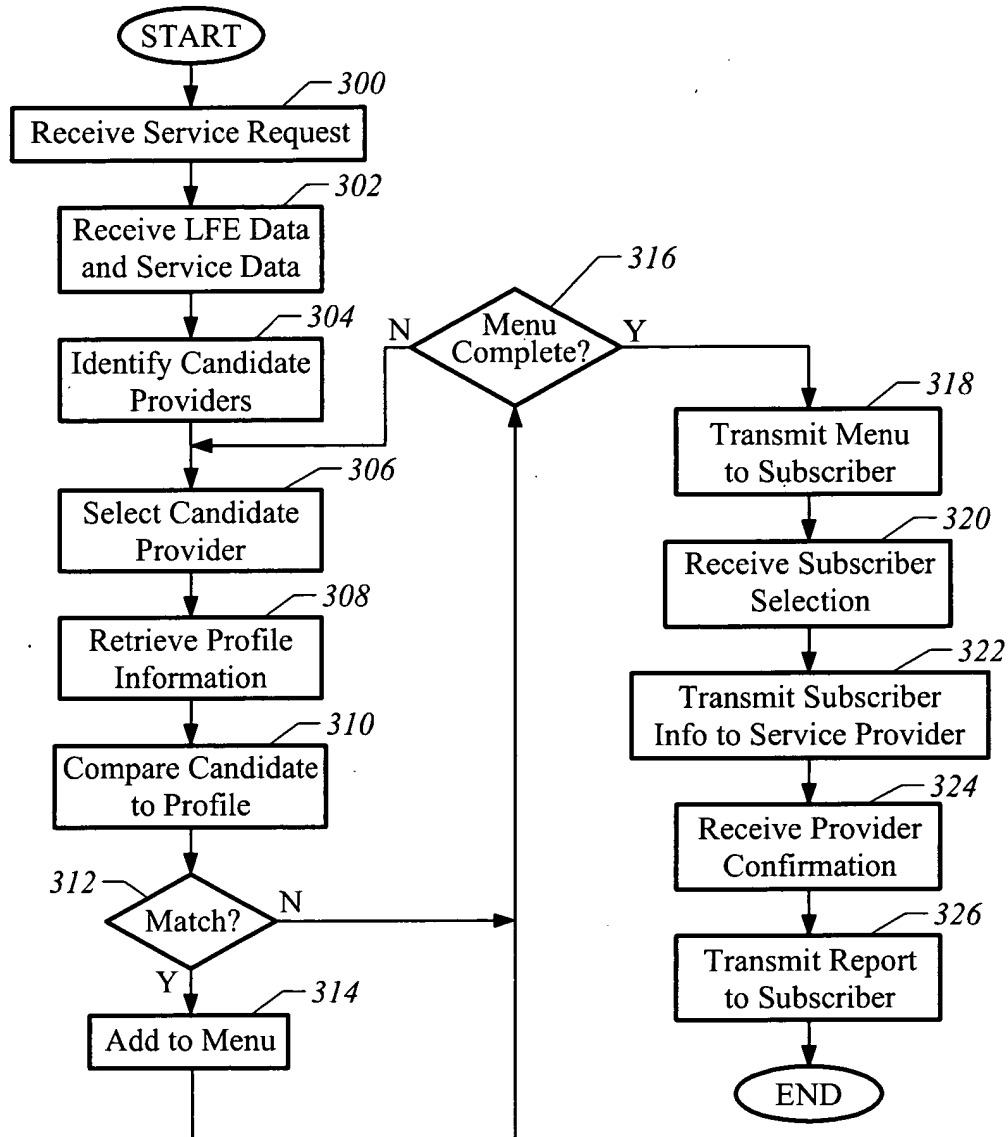 START
300
Receive Service Request
302
Receive LFE Data
and Service Data
304
Identify Candidate
Providers
306
Select Candidate
Provider
308
Retrieve Profile
Information
310
Compare Candidate
to Profile
312
Match?
N
Y
314
Add to Menu
316
Menu
Complete?
N
Y
318
Transmit Menu
to Subscriber
320
Receive Subscriber
Selection
322
Transmit Subscriber
Info to Service Provider
324
Receive Provider
Confirmation
326
Transmit Report
to Subscriber
END